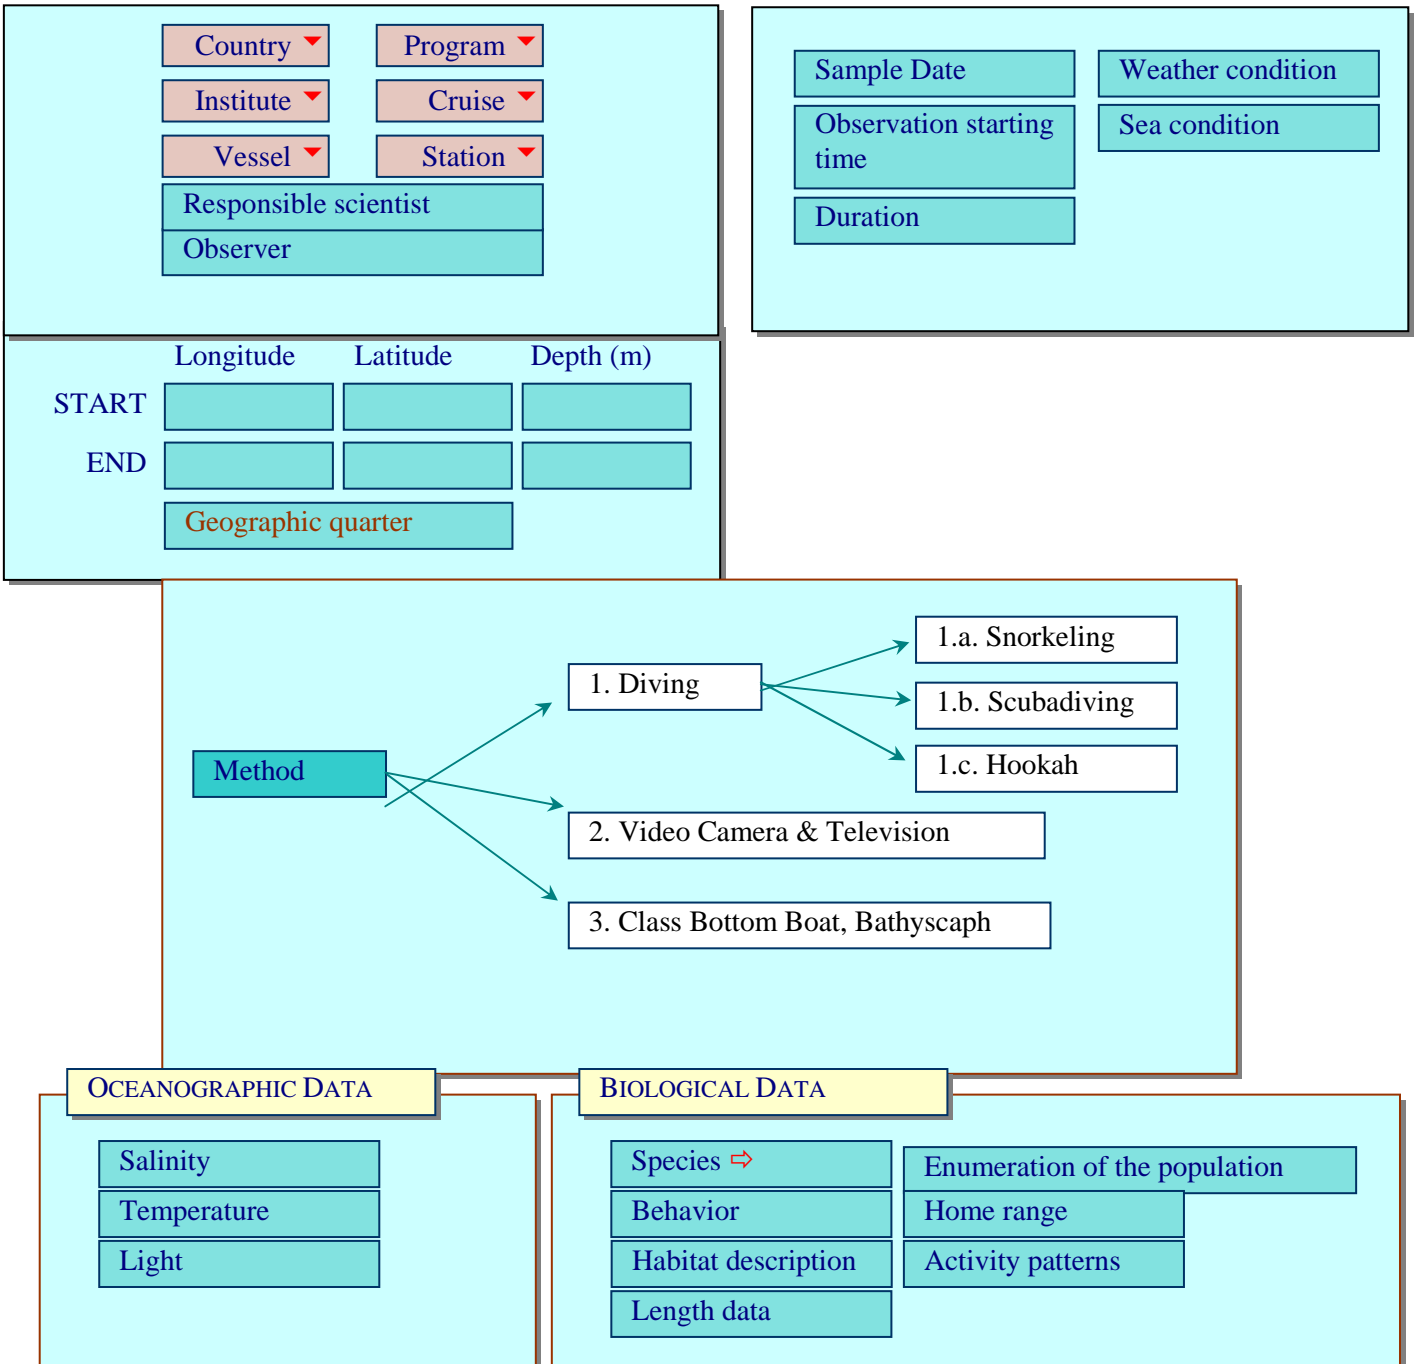 Country
Program
Institute
Cruise
Vessel
Station
Responsible scientist
Observer
Sample Date
Weather condition
Observation starting
time
Sea condition
Duration
Longitude
Latitude
Depth (m)
START
END
Geographic quarter
Method
1. Diving
1.a. Snorkeling
1.b. Scubadiving
1.c. Hookah
2. Video Camera & Television
3. Class Bottom Boat, Bathyscaph
OCEANOGRAPHIC DATA
Salinity
Temperature
Light
BIOLOGICAL DATA
Species ⇨
Enumeration of the population
Behavior
Home range
Habitat description
Activity patterns
Length data